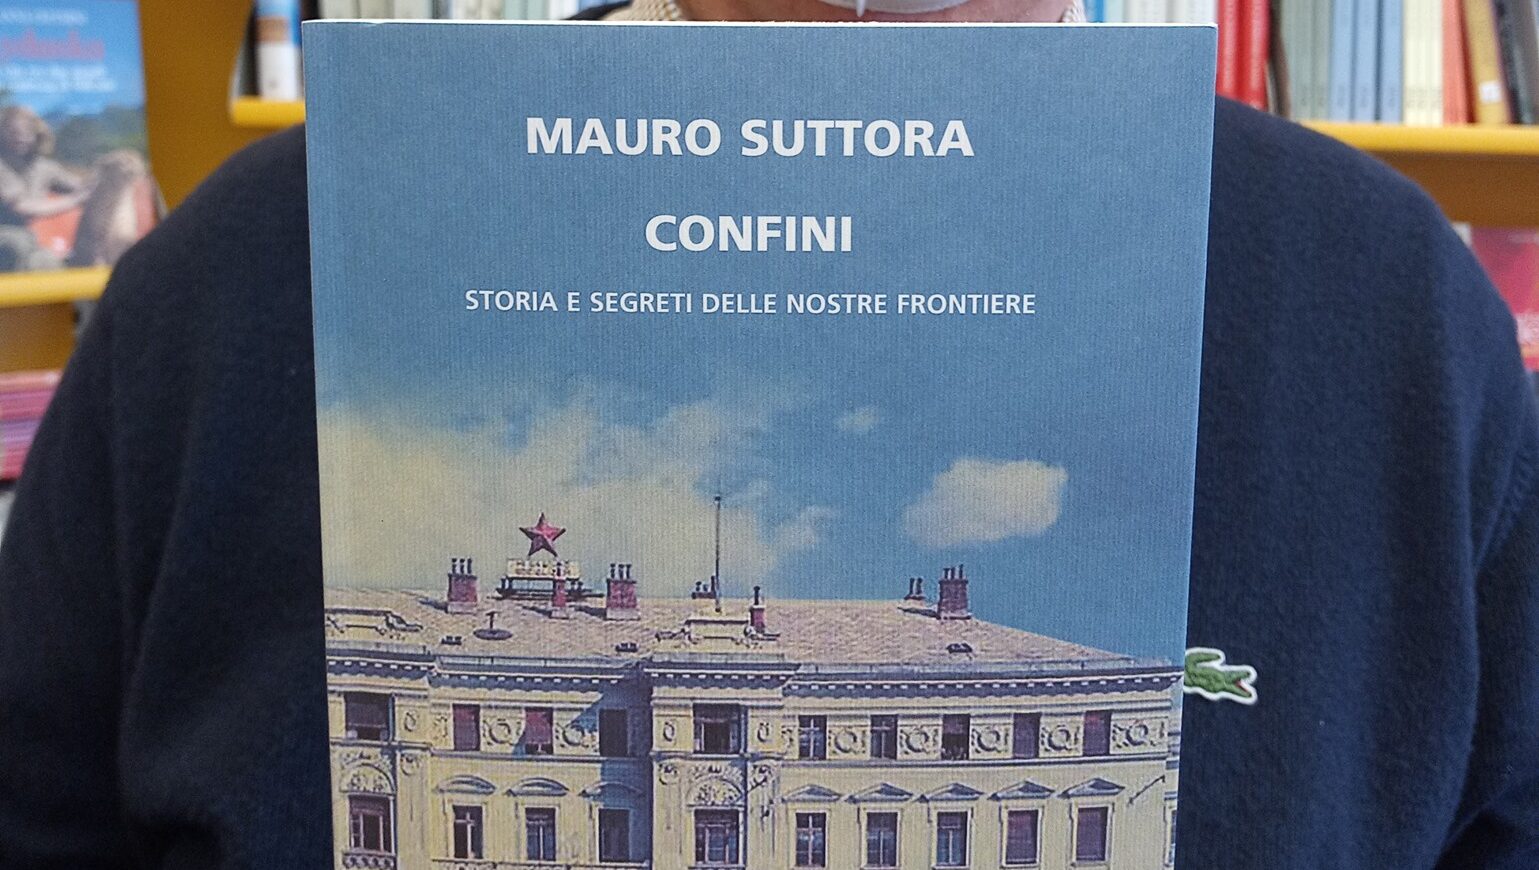 MAURO SUTTORA
CONFINI
STORIA E SEGRETI DELLE NOSTRE FRONTIERE